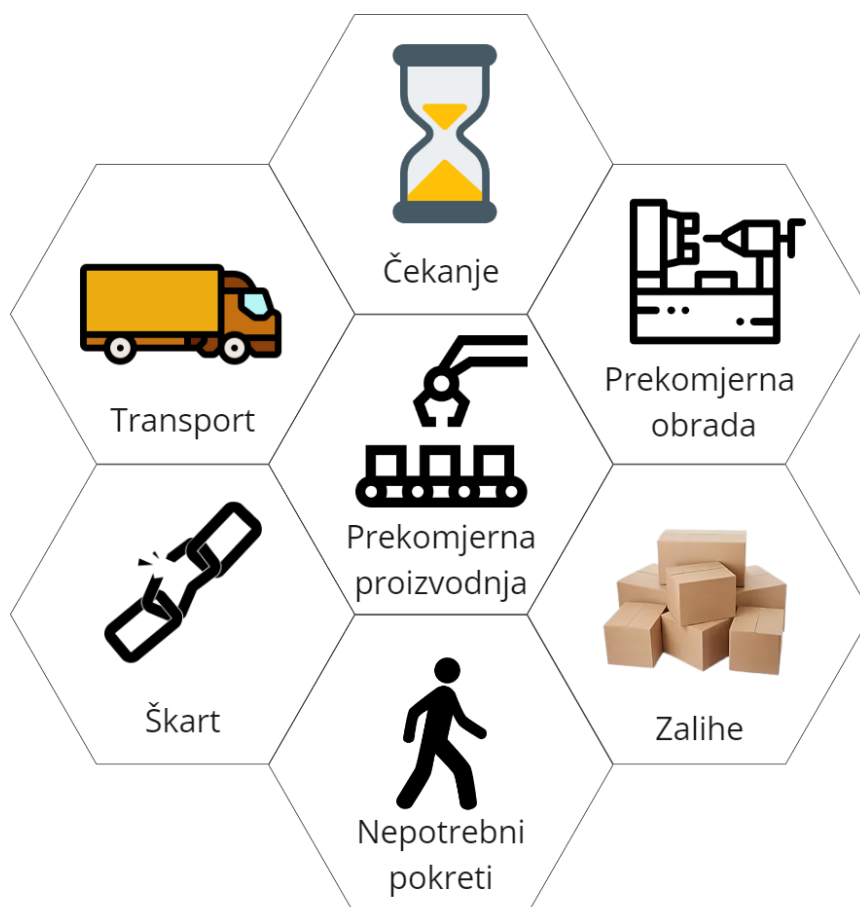 Čekanje
Transport
Prekomjerna
obrada
Prekomjerna
proizvodnja
Škart
Zalihe
Nepotrebni
pokreti